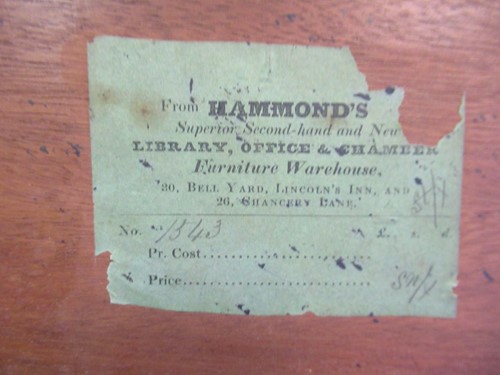 From HAMMOND'S
Superior Second-hand and New
LIBRARY, OFFICE & CHAMBER
Furniture Warehouse,
30, BELL YARD, LINCOLN'S INN, AND
26, CHANCERY LANE.
No. 1343 £. s. d.
Pr. Cost
Price